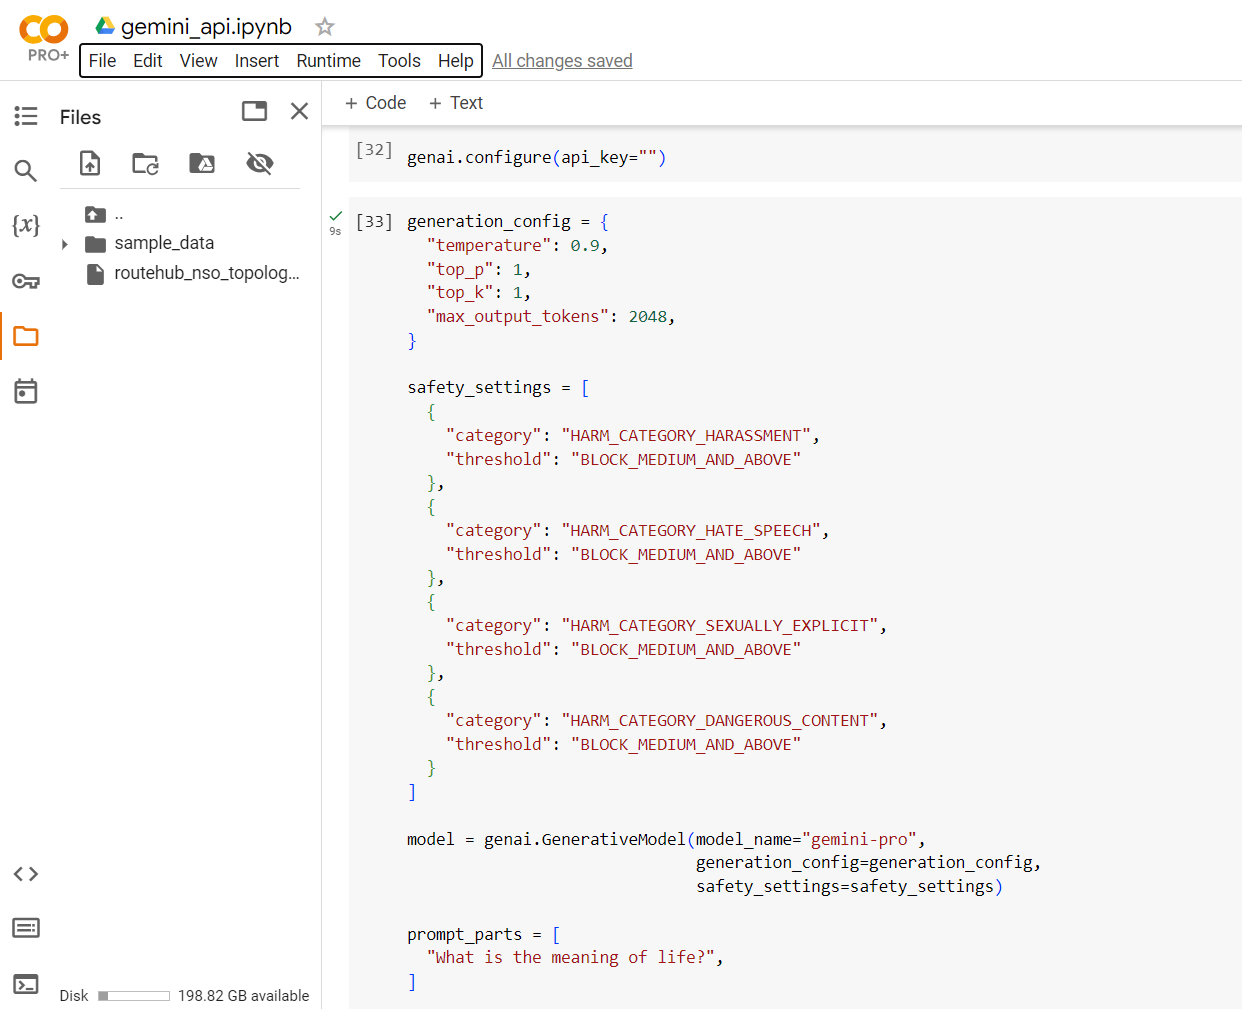 gemini_api.ipynb
PRO+
File Edit View Insert Runtime Tools Help All changes saved
Files
+ Code + Text
..
sample_data
routehub_nso_topolog...
{x}
Disk 198.82 GB available
[32] genai.configure(api_key="")
9s
[33] generation_config = {
"temperature": 0.9,
"top_p": 1,
"top_k": 1,
"max_output_tokens": 2048,
}
safety_settings = [
{
"category": "HARM_CATEGORY_HARASSMENT",
"threshold": "BLOCK_MEDIUM_AND_ABOVE"
},
{
"category": "HARM_CATEGORY_HATE_SPEECH",
"threshold": "BLOCK_MEDIUM_AND_ABOVE"
},
{
"category": "HARM_CATEGORY_SEXUALLY_EXPLICIT",
"threshold": "BLOCK_MEDIUM_AND_ABOVE"
},
{
"category": "HARM_CATEGORY_DANGEROUS_CONTENT",
"threshold": "BLOCK_MEDIUM_AND_ABOVE"
}
]
model = genai.GenerativeModel(model_name="gemini-pro",
generation_config=generation_config,
safety_settings=safety_settings)
prompt_parts = [
"What is the meaning of life?",
]